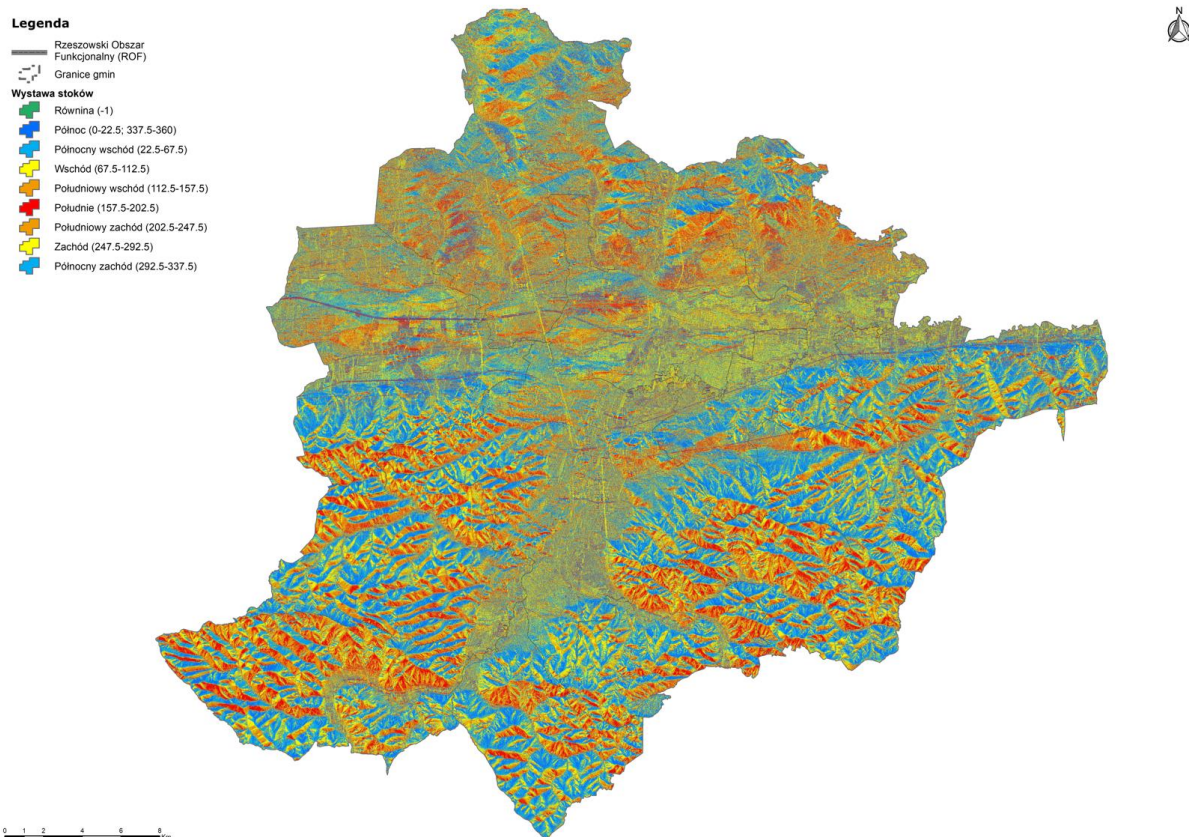 Legenda
Rzeszowski Obszar
Funkcjonalny (ROF)
Granice gmin
Wystawa stoków
Równina (-1)
Północ (0-22.5; 337.5-360)
Północny wschód (22.5-67.5)
Wschód (67.5-112.5)
Południowy wschód (112.5-157.5)
Południe (157.5-202.5)
Południowy zachód (202.5-247.5)
Zachód (247.5-292.5)
Północny zachód (292.5-337.5)
N
0 1 2 4 6 8
Km